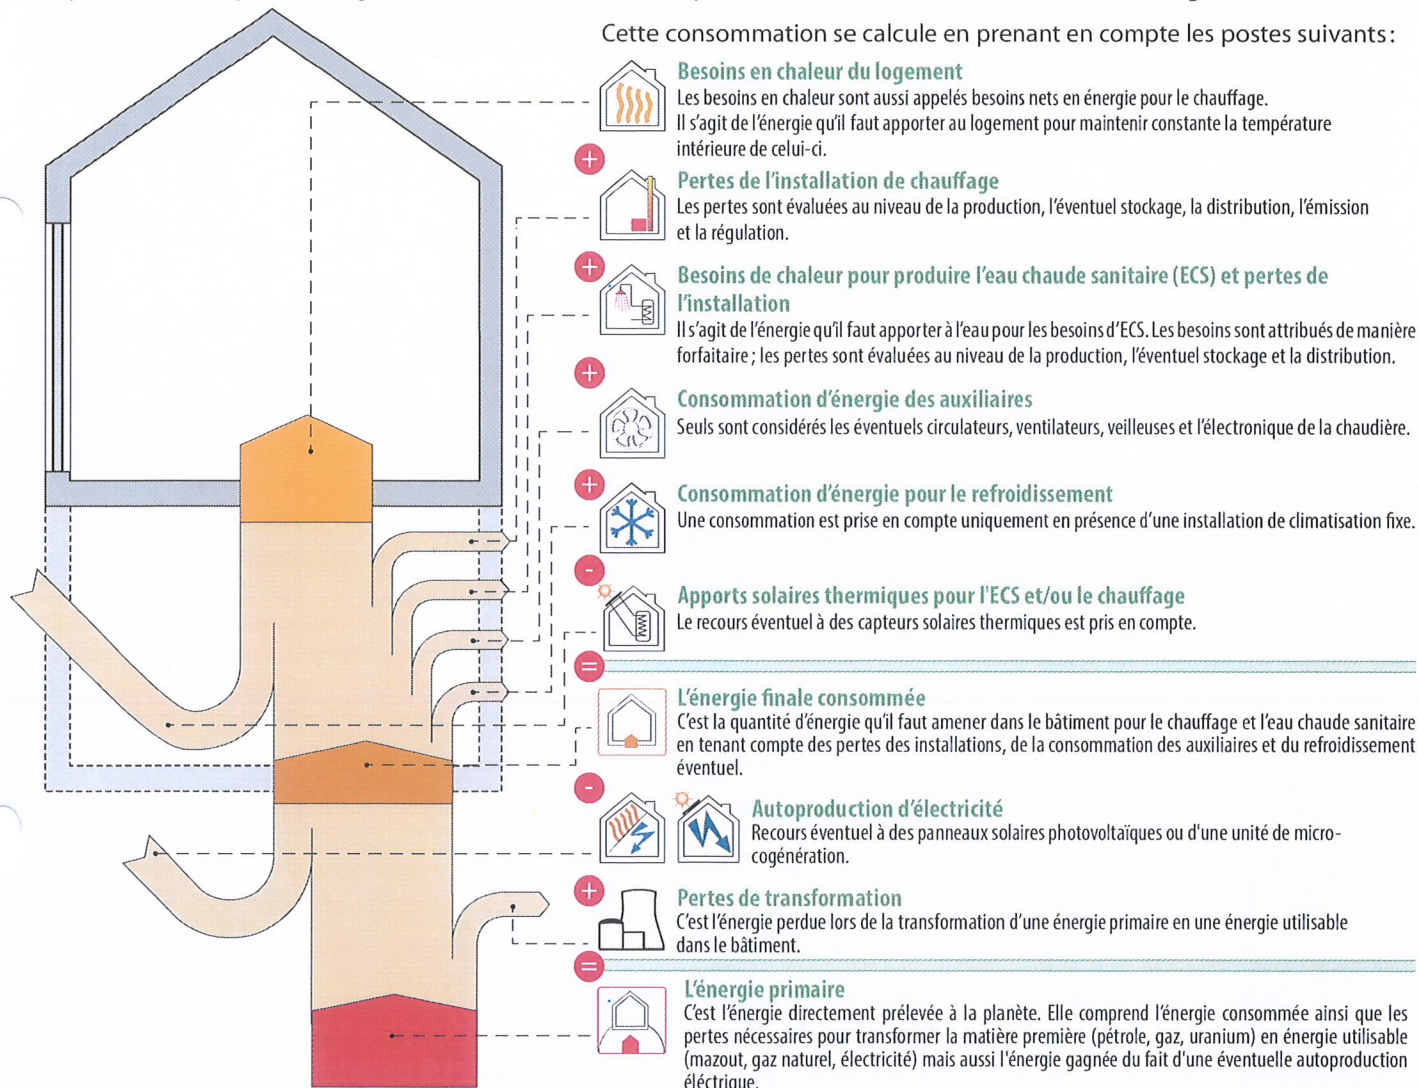 Cette consommation se calcule en prenant en compte les postes suivants :
Besoins en chaleur du logement
Les besoins en chaleur sont aussi appelés besoins nets en énergie pour le chauffage.
Il s'agit de l'énergie qu'il faut apporter au logement pour maintenir constante la température
intérieure de celui-ci.
+
Pertes de l'installation de chauffage
Les pertes sont évaluées au niveau de la production, l'éventuel stockage, la distribution, l'émission
et la régulation.
+
Besoins de chaleur pour produire l'eau chaude sanitaire (ECS) et pertes de
l'installation
Il s'agit de l'énergie qu'il faut apporter à l'eau pour les besoins d'ECS. Les besoins sont attribués de manière
forfaitaire ; les pertes sont évaluées au niveau de la production, l'éventuel stockage et la distribution.
+
Consommation d'énergie des auxiliaires
Seuls sont considérés les éventuels circulateurs, ventilateurs, veilleuses et l'électronique de la chaudière.
+
Consommation d'énergie pour le refroidissement
Une consommation est prise en compte uniquement en présence d'une installation de climatisation fixe.
-
Apports solaires thermiques pour l'ECS et/ou le chauffage
Le recours éventuel à des capteurs solaires thermiques est pris en compte.
=
L'énergie finale consommée
C'est la quantité d'énergie qu'il faut amener dans le bâtiment pour le chauffage et l'eau chaude sanitaire
en tenant compte des pertes des installations, de la consommation des auxiliaires et du refroidissement
éventuel.
-
Autoproduction d'électricité
Recours éventuel à des panneaux solaires photovoltaïques ou d'une unité de micro-
cogénération.
+
Pertes de transformation
C'est l'énergie perdue lors de la transformation d'une énergie primaire en une énergie utilisable
dans le bâtiment.
=
L'énergie primaire
C'est l'énergie directement prélevée à la planète. Elle comprend l'énergie consommée ainsi que les
pertes nécessaires pour transformer la matière première (pétrole, gaz, uranium) en énergie utilisable
(mazout, gaz naturel, électricité) mais aussi l'énergie gagnée du fait d'une éventuelle autoproduction
éléctrique.